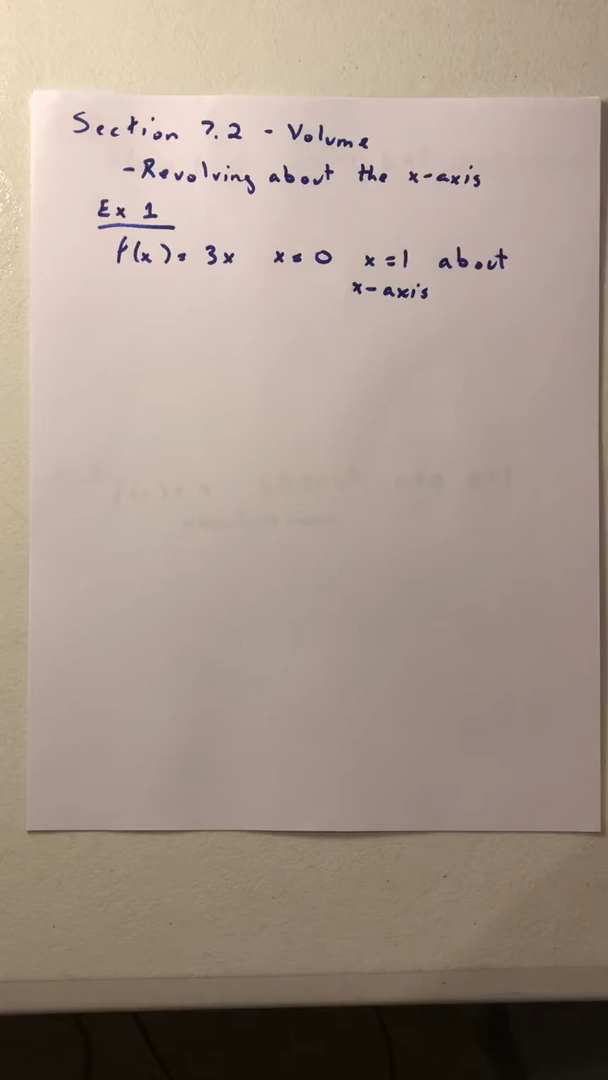 Section 7.2 - Volume
- Revolving about the x-axis
Ex 1
f(x) = 3x x = 0 x = 1 about
x-axis